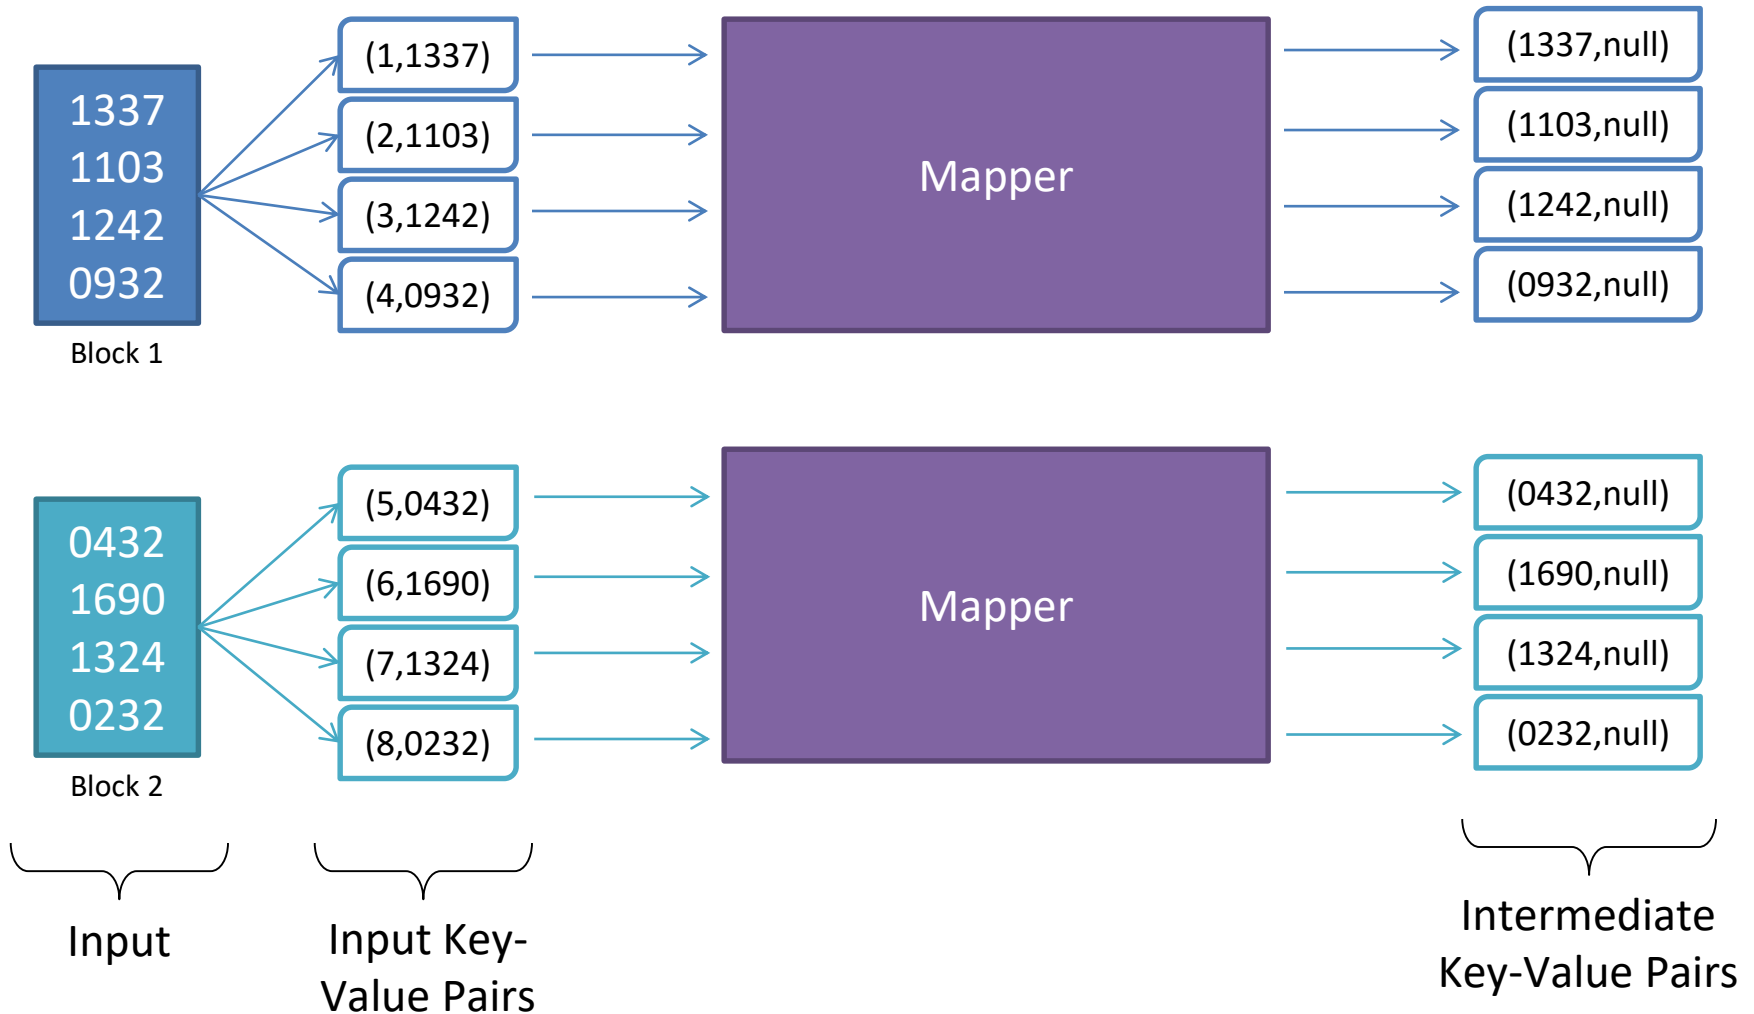 1337
1103
1242
0932
Block 1
(1,1337)
(2,1103)
(3,1242)
(4,0932)
Mapper
(1337,null)
(1103,null)
(1242,null)
(0932,null)
0432
1690
1324
0232
Block 2
(5,0432)
(6,1690)
(7,1324)
(8,0232)
Mapper
(0432,null)
(1690,null)
(1324,null)
(0232,null)
Input
Input Key-
Value Pairs
Intermediate
Key-Value Pairs